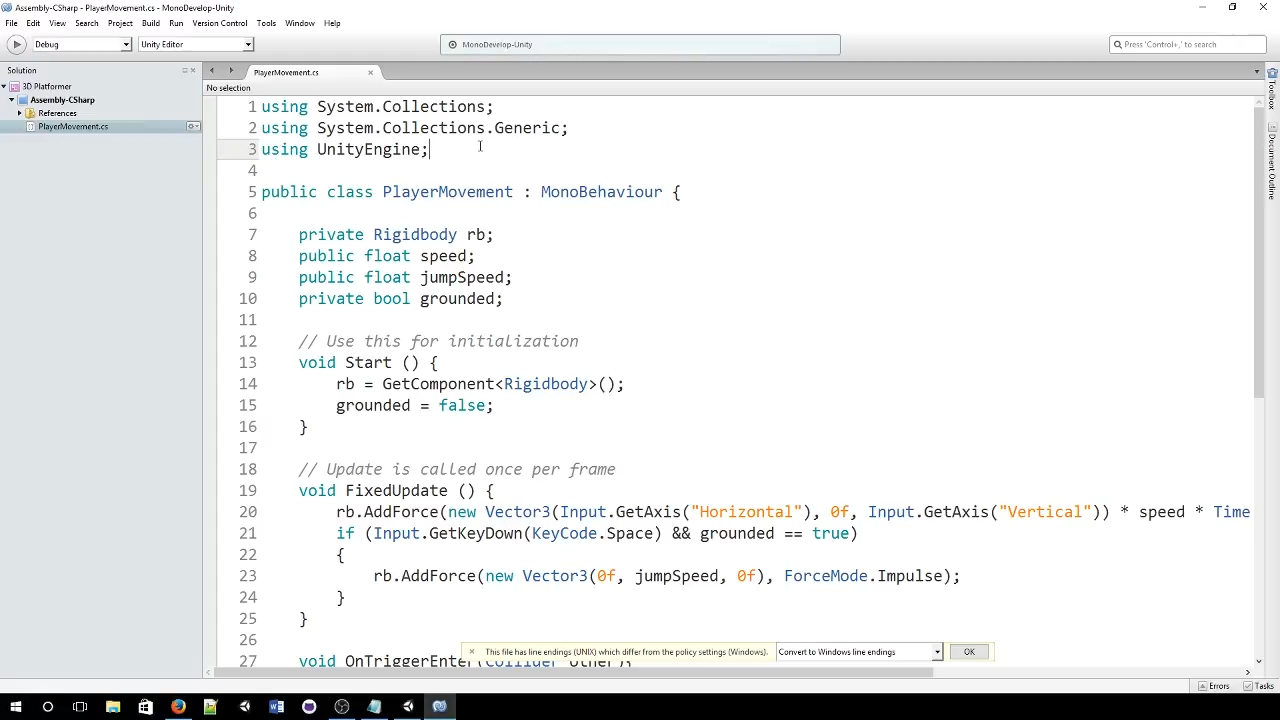 Assembly-CSharp - PlayerMovement.cs - MonoDevelop-Unity
File Edit View Search Project Build Run Version Control Tools Window Help
Debug Unity Editor MonoDevelop-Unity Press 'Control+,' to search
Solution
3D Platformer
Assembly-CSharp
References
PlayerMovement.cs
PlayerMovement.cs
No selection
1 using System.Collections;
2 using System.Collections.Generic;
3 using UnityEngine;
4
5 public class PlayerMovement : MonoBehaviour {
6
7 private Rigidbody rb;
8 public float speed;
9 public float jumpSpeed;
10 private bool grounded;
11
12 // Use this for initialization
13 void Start () {
14 rb = GetComponent<Rigidbody>();
15 grounded = false;
16 }
17
18 // Update is called once per frame
19 void FixedUpdate () {
20 rb.AddForce(new Vector3(Input.GetAxis("Horizontal"), 0f, Input.GetAxis("Vertical")) * speed * Time
21 if (Input.GetKeyDown(KeyCode.Space) && grounded == true)
22 {
23 rb.AddForce(new Vector3(0f, jumpSpeed, 0f), ForceMode.Impulse);
24 }
25 }
26
27 void OnTriggerEnter(Collider other){
This file has line endings (UNIX) which differ from the policy settings (Windows). Convert to Windows line endings OK
Toolbox
Document Outline
Errors Tasks